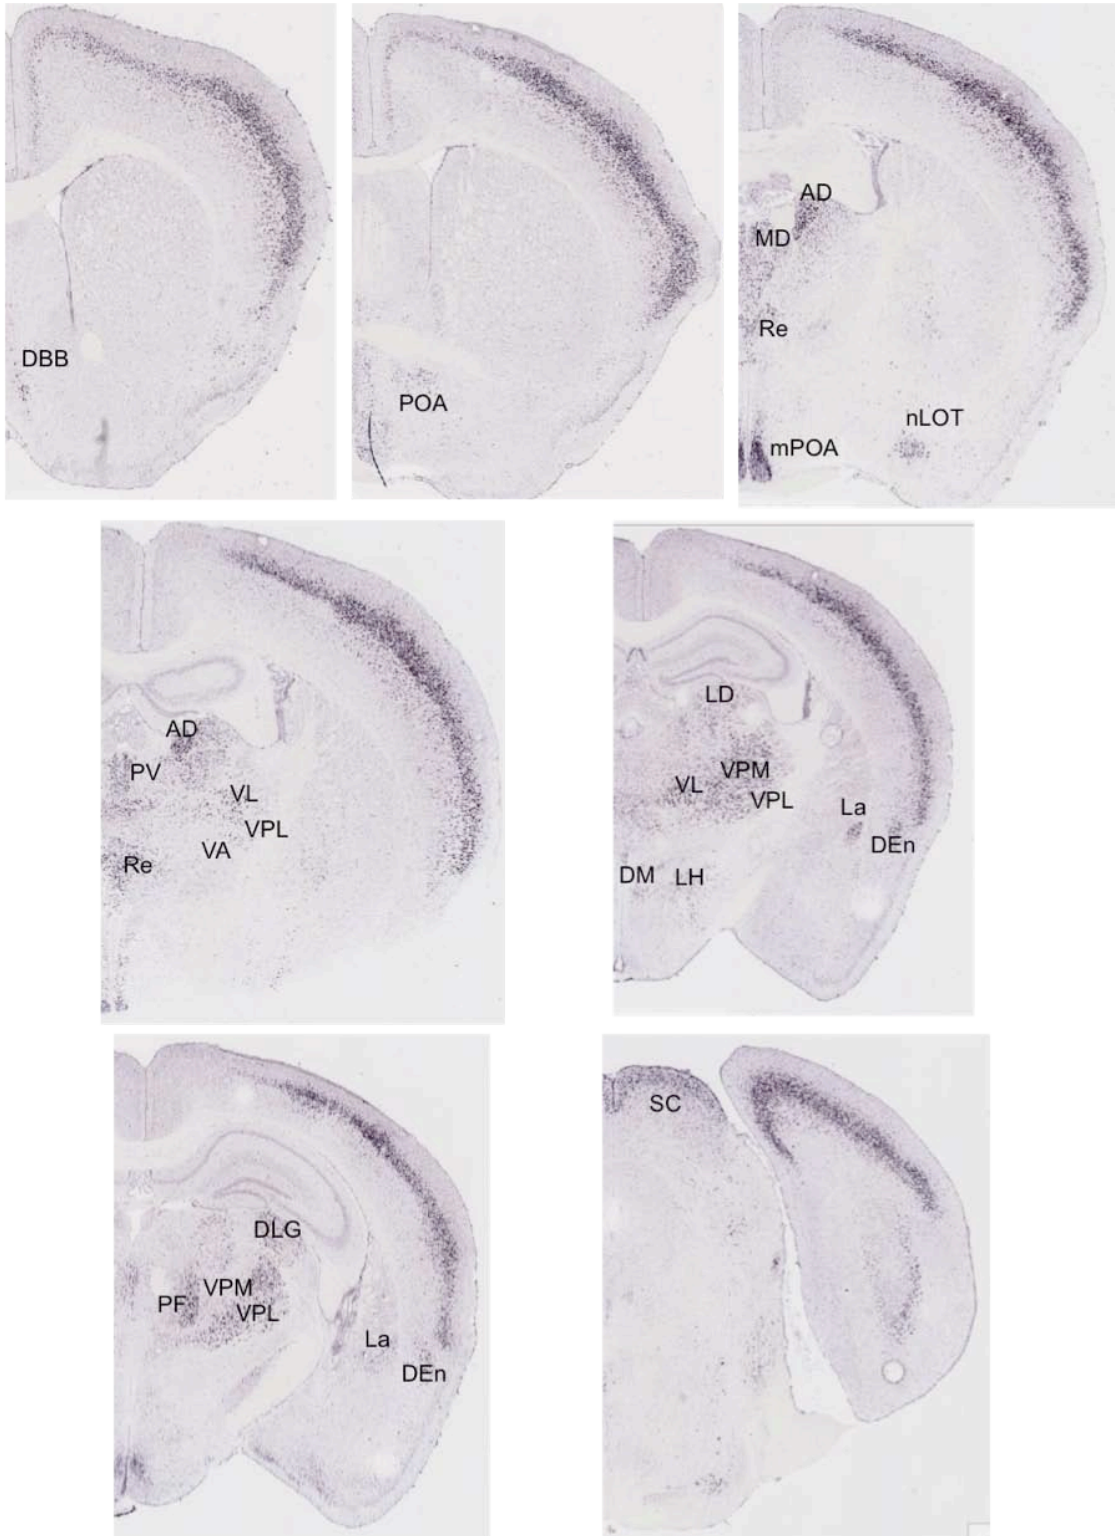 DBB
POA
AD
MD
Re
mPOA
nLOT
AD
PV
VL
VPL
VA
Re
LD
VPM
VL
VPL
La
DEn
DM
LH
DLG
VPM
PF
VPL
La
DEn
SC